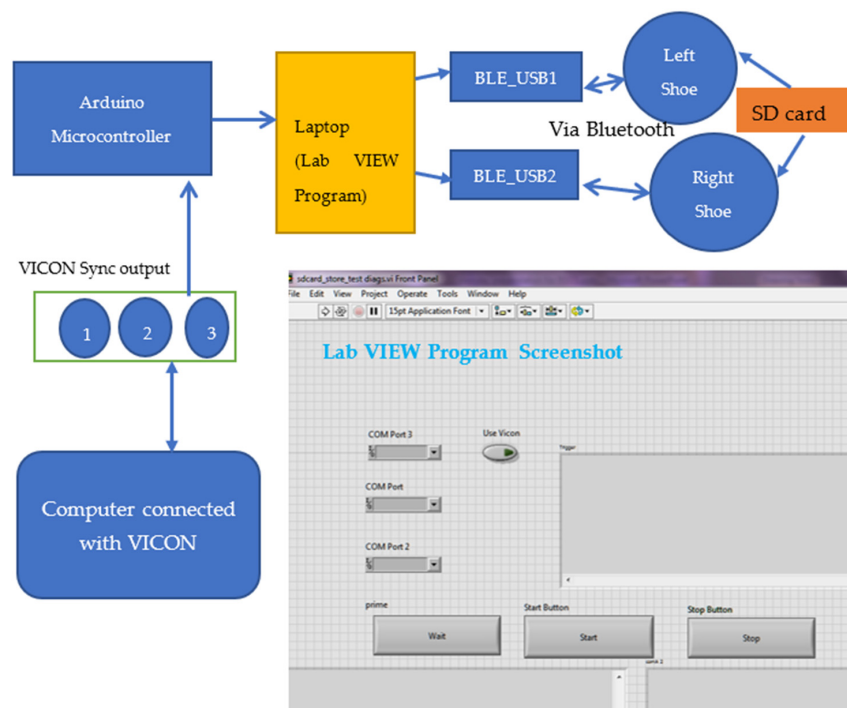 Arduino
Microcontroller
Laptop
(Lab VIEW
Program)
BLE_USB1
BLE_USB2
Left
Shoe
Via Bluetooth
SD card
Right
Shoe
VICON Sync output
1 2 3
Computer connected
with VICON
sdcard_store_test diags.vi Front Panel
File Edit View Project Operate Tools Window Help
15pt Application Font
Lab VIEW Program Screenshot
COM Port 3
Use Vicon
Trigger
COM Port
COM Port 2
prime
Start Button
Stop Button
Wait
Start
Stop